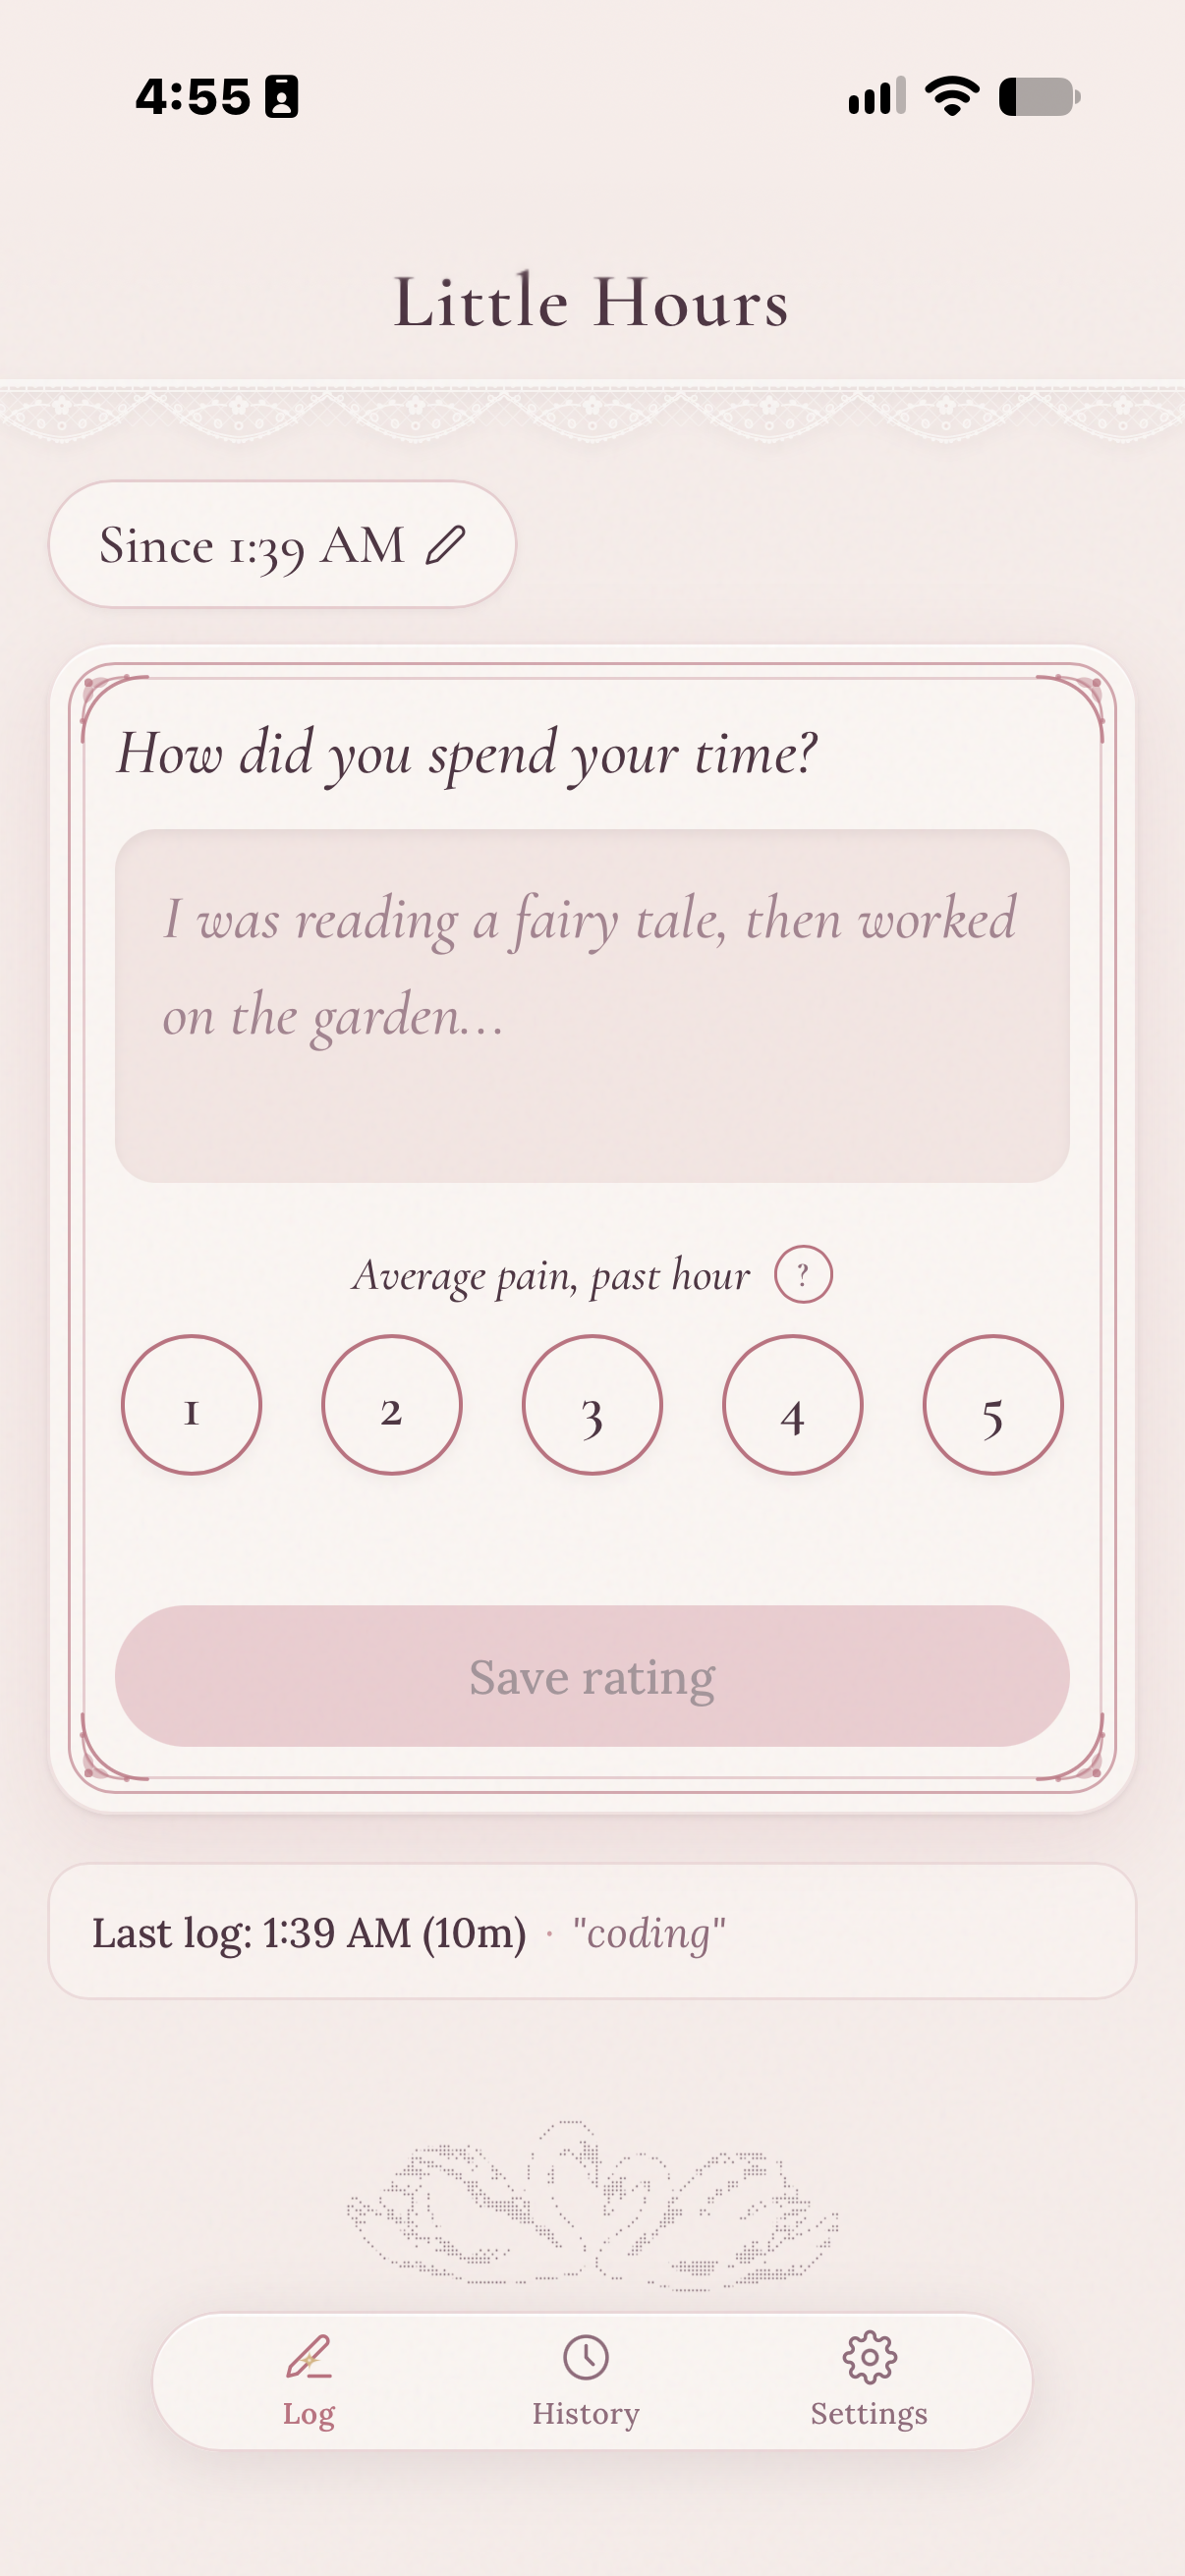 4:55
Little Hours
Since 1:39 AM
How did you spend your time?
I was reading a fairy tale, then worked
on the garden...
Average pain, past hour ?
1 2 3 4 5
Save rating
Last log: 1:39 AM (10m) · "coding"
Log History Settings